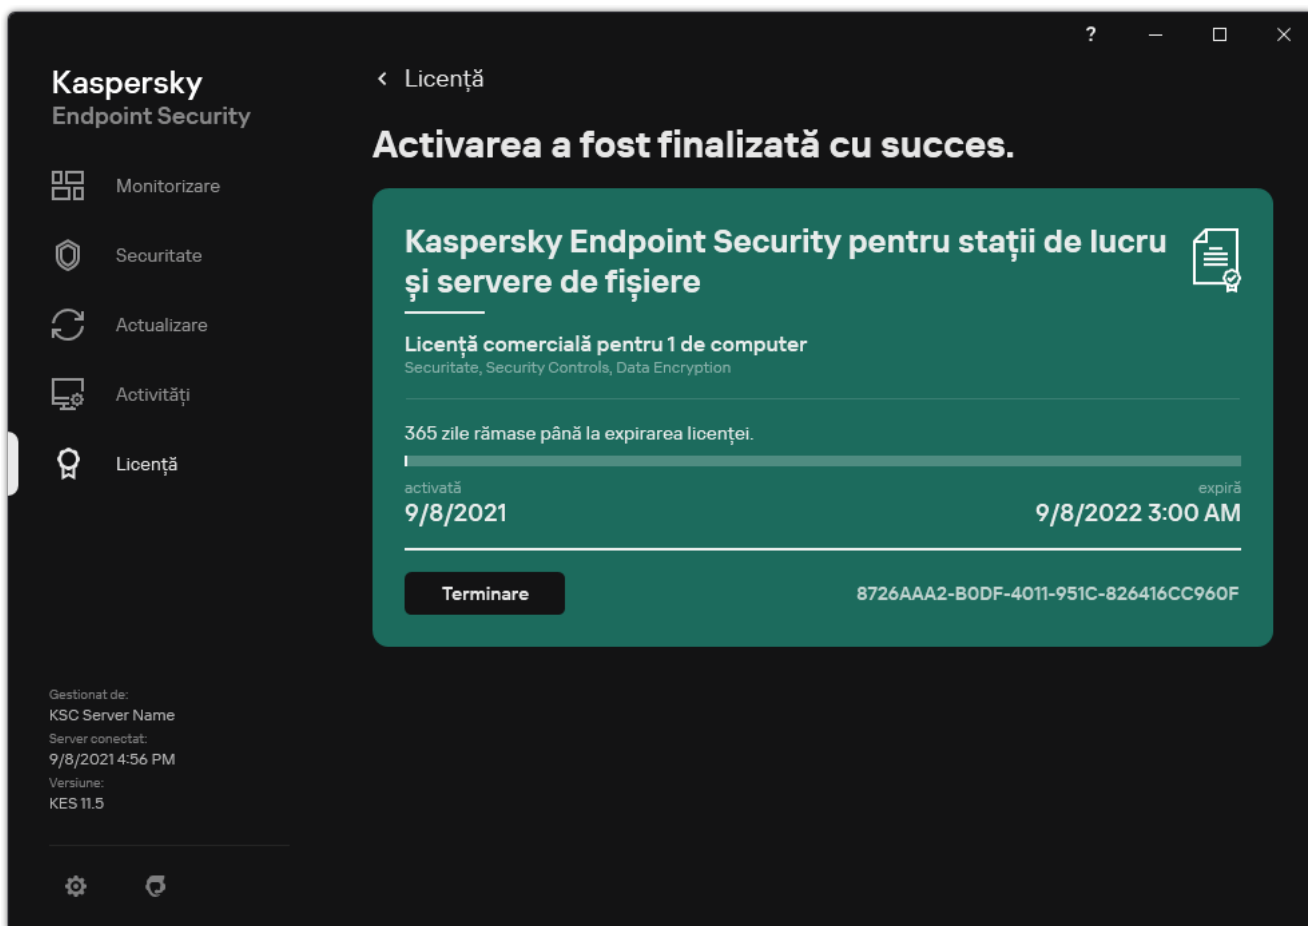 ?
Kaspersky
Endpoint Security
Monitorizare
Securitate
Actualizare
Activități
Licență
Gestionat de:
KSC Server Name
Server conectat:
9/8/2021 4:56 PM
Versiune:
KES 11.5
Licență
Activarea a fost finalizată cu succes.
Kaspersky Endpoint Security pentru stații de lucru
și servere de fișiere
Licență comercială pentru 1 de computer
Securitate, Security Controls, Data Encryption
365 zile rămase până la expirarea licenței.
activată expiră
9/8/2021 9/8/2022 3:00 AM
Terminare 8726AAA2-B0DF-4011-951C-826416CC960F